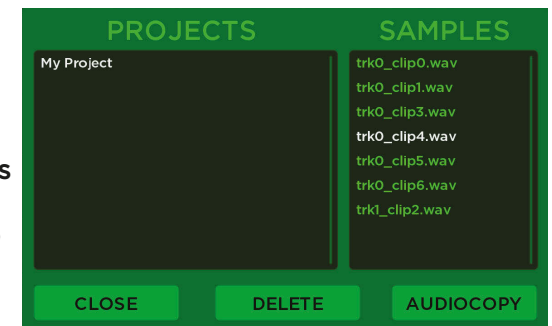 PROJECTS
My Project
SAMPLES
trk0_clip0.wav
trk0_clip1.wav
trk0_clip3.wav
trk0_clip4.wav
trk0_clip5.wav
trk0_clip6.wav
trk1_clip2.wav
CLOSE
DELETE
AUDIOCOPY